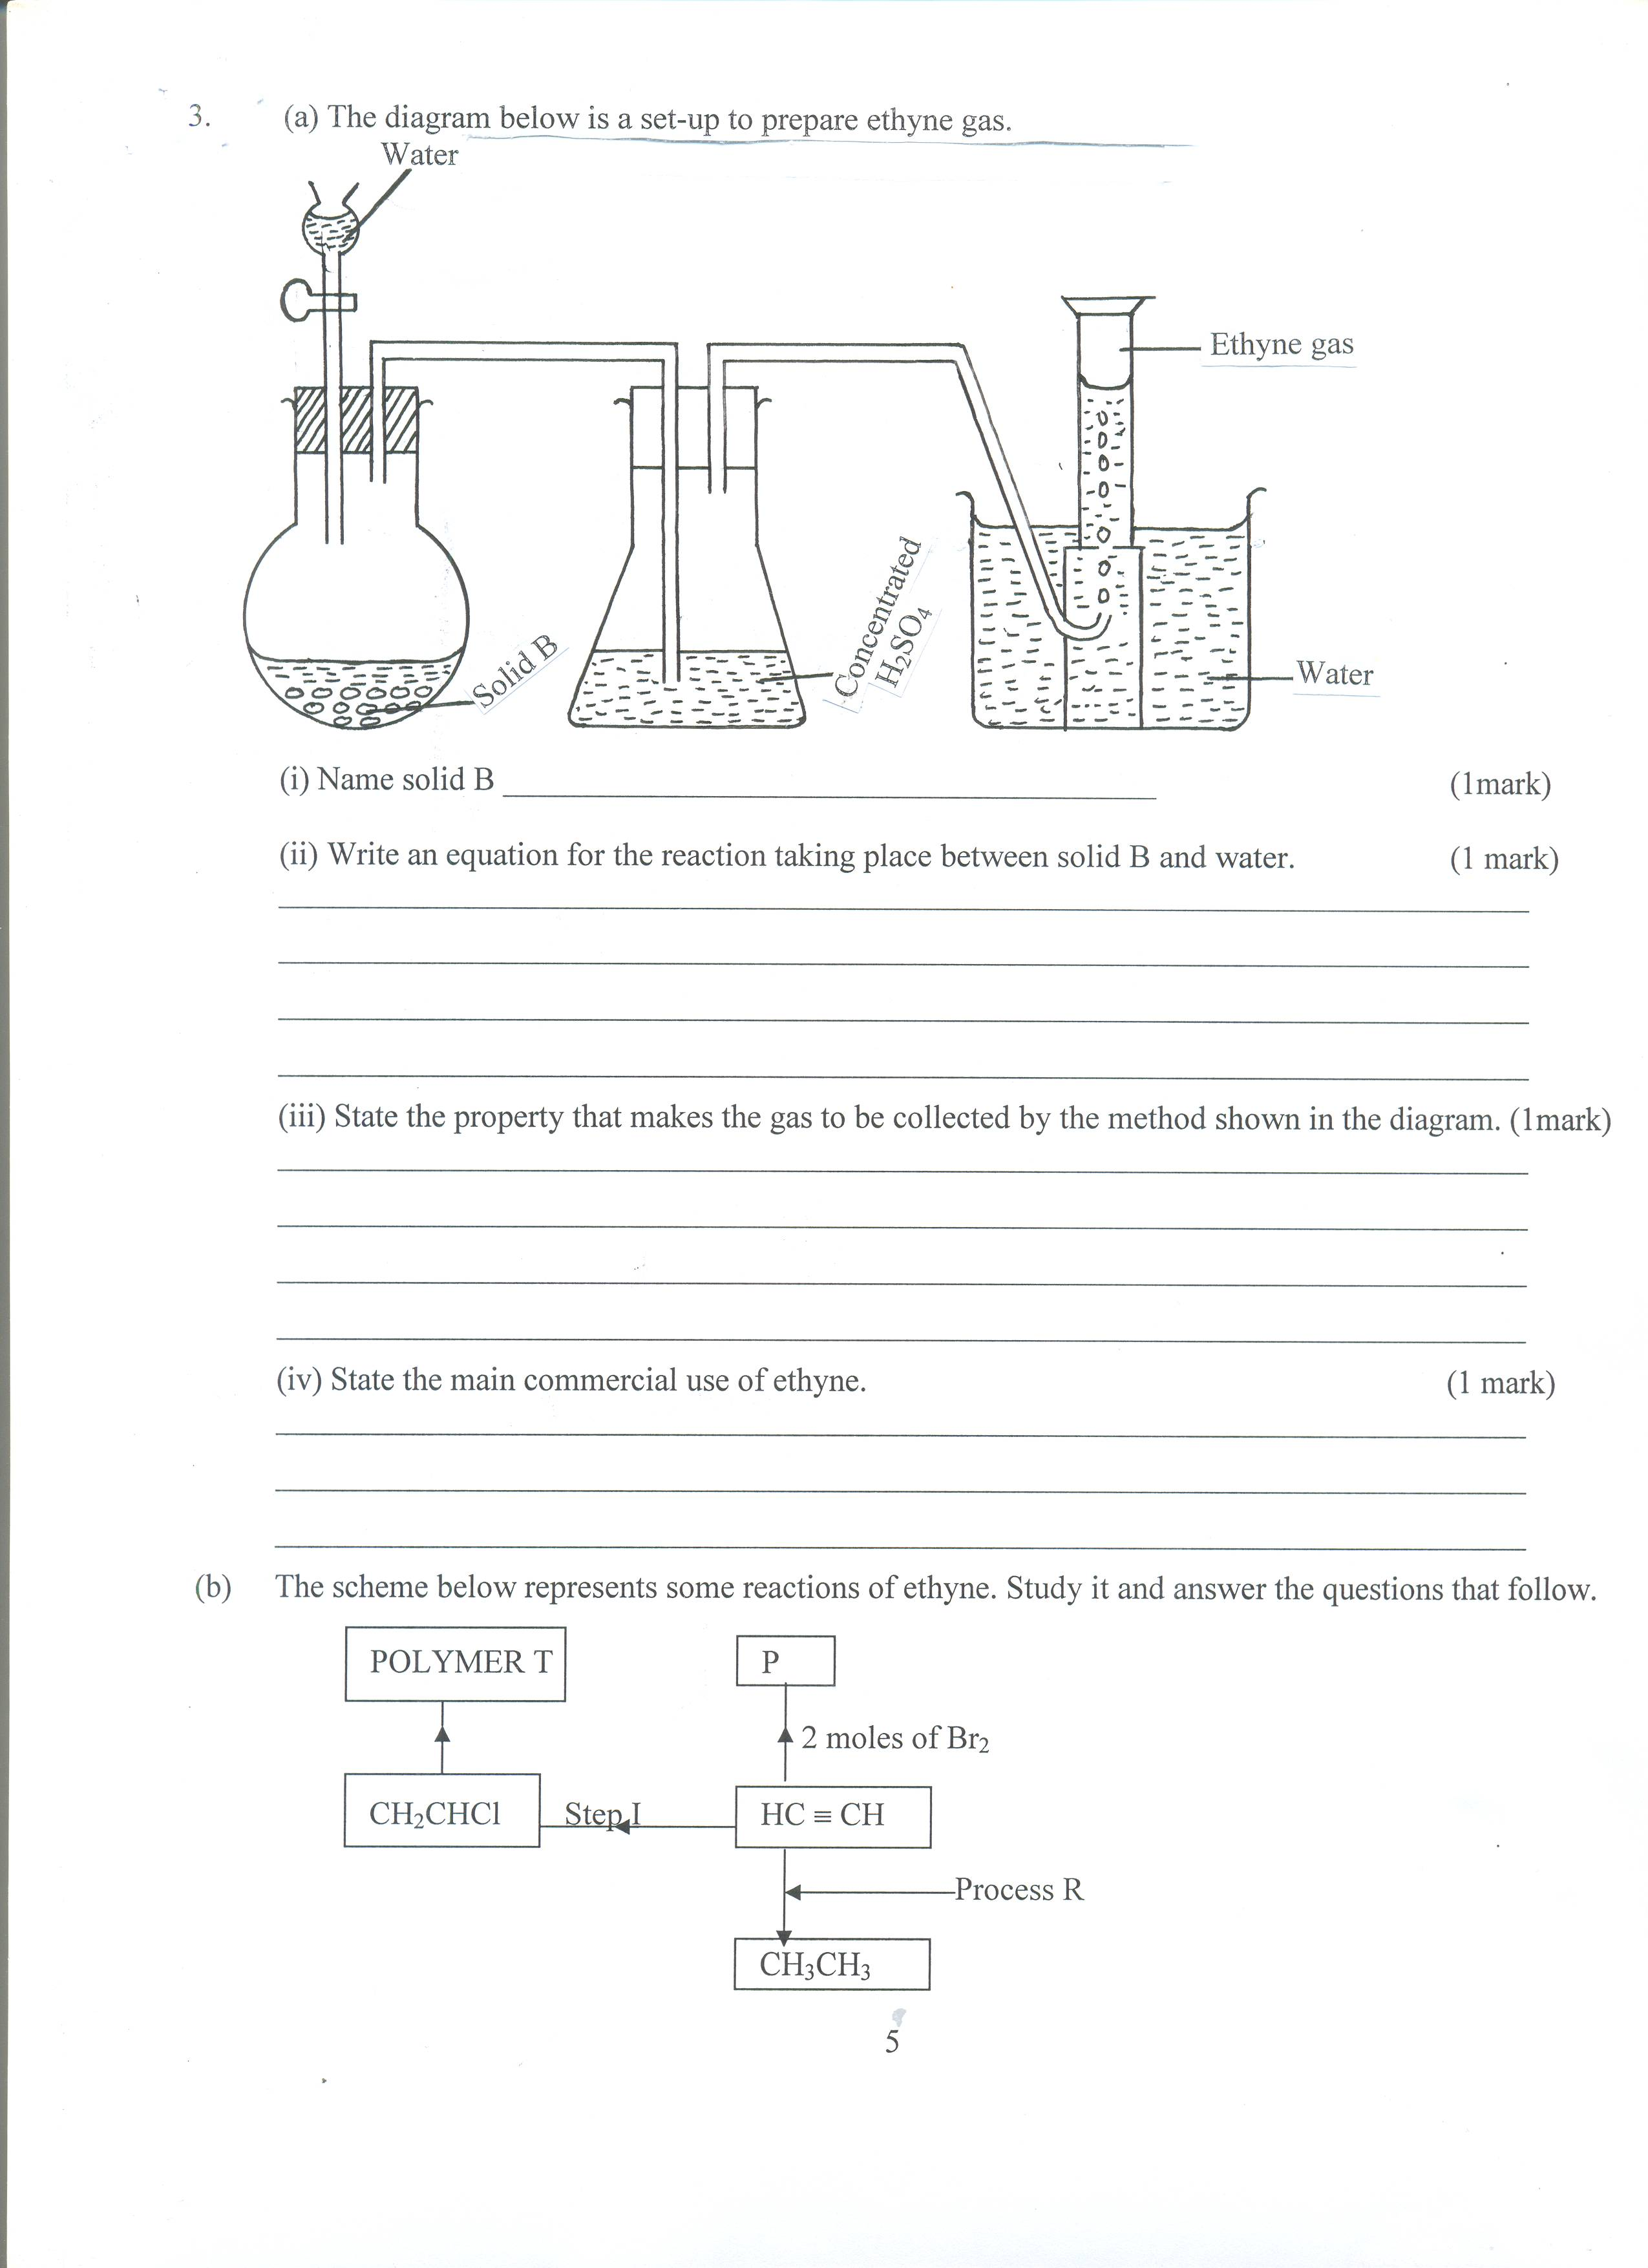 3. (a) The diagram below is a set-up to prepare ethyne gas.
Water
Ethyne gas
Solid B
Concentrated
H₂SO₄
Water
(i) Name solid B ____________________ (1mark)
(ii) Write an equation for the reaction taking place between solid B and water. (1 mark)
(iii) State the property that makes the gas to be collected by the method shown in the diagram. (1mark)
(iv) State the main commercial use of ethyne. (1 mark)
(b) The scheme below represents some reactions of ethyne. Study it and answer the questions that follow.
POLYMER T
P
2 moles of Br₂
CH₂CHCl
Step I
HC ≡ CH
Process R
CH₃CH₃
5